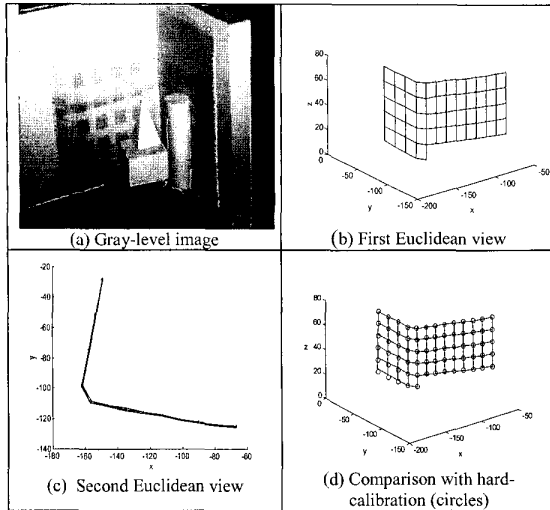 (a) Gray-level image
80
60
z 40
20
0
-50
-100
y -150 -200
-150
x
-100
-50
(b) First Euclidean view
-20
-40
-60
y -80
-100
-120
-140
-180 -160 -140 -120 -100 -80 -60
x
(c) Second Euclidean view
80
60
z 40
20
0
-50
-100
y -150 -200
-150
x
-100
-50
(d) Comparison with hard-
calibration (circles)